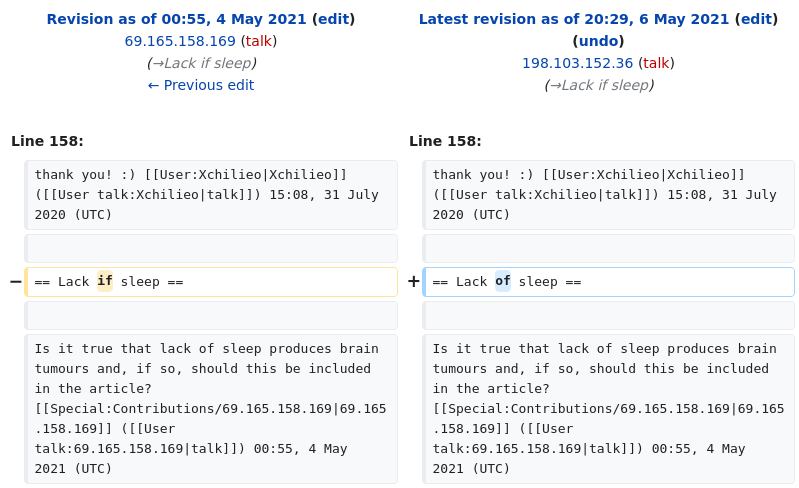 Revision as of 00:55, 4 May 2021 (edit)
69.165.158.169 (talk)
(→Lack if sleep)
← Previous edit
Latest revision as of 20:29, 6 May 2021 (edit)
(undo)
198.103.152.36 (talk)
(→Lack if sleep)
Line 158:
thank you! :) [[User:Xchilieo|Xchilieo]]
([[User talk:Xchilieo|talk]]) 15:08, 31 July
2020 (UTC)
− == Lack if sleep ==
Is it true that lack of sleep produces brain
tumours and, if so, should this be included
in the article?
[[Special:Contributions/69.165.158.169|69.165
.158.169]] ([[User
talk:69.165.158.169|talk]]) 00:55, 4 May
2021 (UTC)
Line 158:
thank you! :) [[User:Xchilieo|Xchilieo]]
([[User talk:Xchilieo|talk]]) 15:08, 31 July
2020 (UTC)
+ == Lack of sleep ==
Is it true that lack of sleep produces brain
tumours and, if so, should this be included
in the article?
[[Special:Contributions/69.165.158.169|69.165
.158.169]] ([[User
talk:69.165.158.169|talk]]) 00:55, 4 May
2021 (UTC)